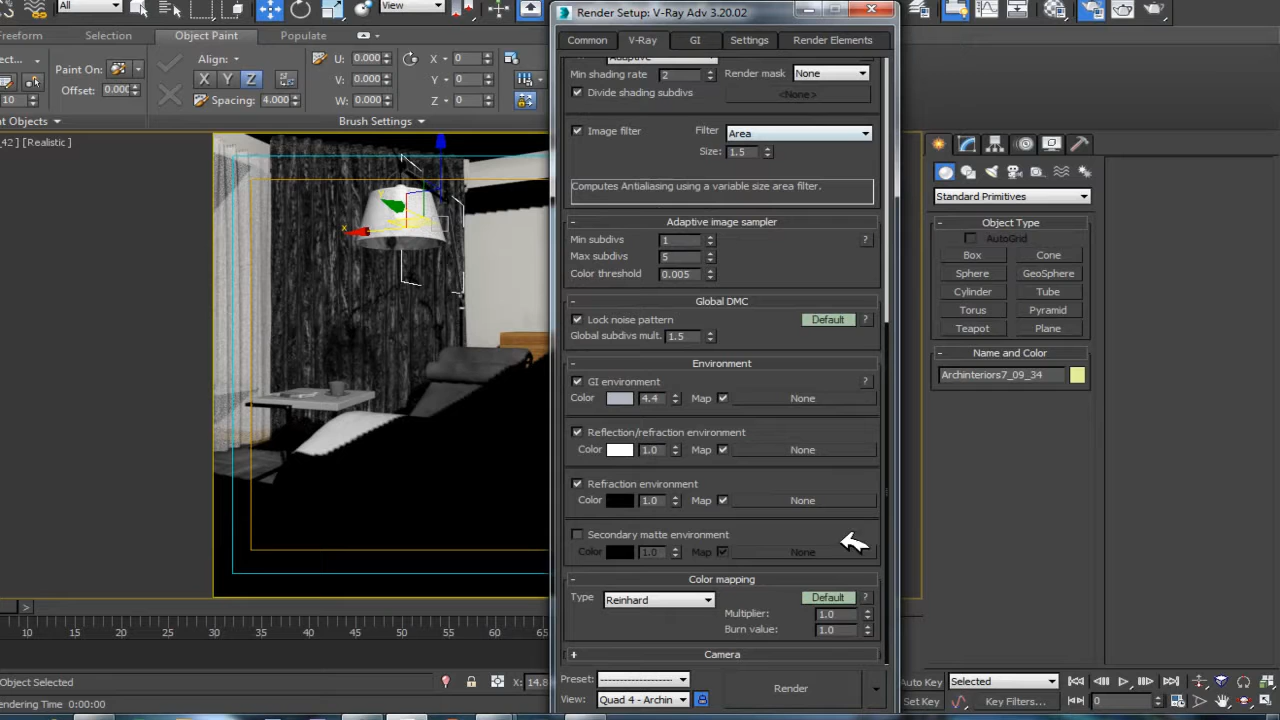 All
View
Render Setup: V-Ray Adv 3.20.02
Freeform
Selection
Object Paint
Populate
Common
V-Ray
GI
Settings
Render Elements
Paint On:
Offset: 0.000
10
Align:
X Y Z
Spacing: 4.000
U: 0.000
V: 0.000
W: 0.000
X 0
Y 0
Z 0
Brush Settings
Min shading rate 2
Render mask None
Divide shading subdivs
<None>
Image filter
Filter Area
Size: 1.5
Computes Antialiasing using a variable size area filter.
Adaptive image sampler
Min subdivs 1 ?
Max subdivs 5
Color threshold 0.005
Global DMC
Lock noise pattern Default ?
Global subdivs mult. 1.5
Environment
GI environment ?
Color 4.4 Map None
Reflection/refraction environment
Color 1.0 Map None
Refraction environment
Color 1.0 Map None
Secondary matte environment
Color 1.0 Map None
Color mapping
Type Reinhard Default ?
Multiplier: 1.0
Burn value: 1.0
+ Camera
Preset: --------------------
View: Quad 4 - Archin
Render
[Realistic ]
Standard Primitives
- Object Type
AutoGrid
Box Cone
Sphere GeoSphere
Cylinder Tube
Torus Pyramid
Teapot Plane
- Name and Color
Archinteriors7_09_34
>
10 15 20 25 30 35 40 45 50 55 60 65
Object Selected
X: 14.8
Rendering Time 0:00:00
Auto Key Selected
Set Key Key Filters... 0